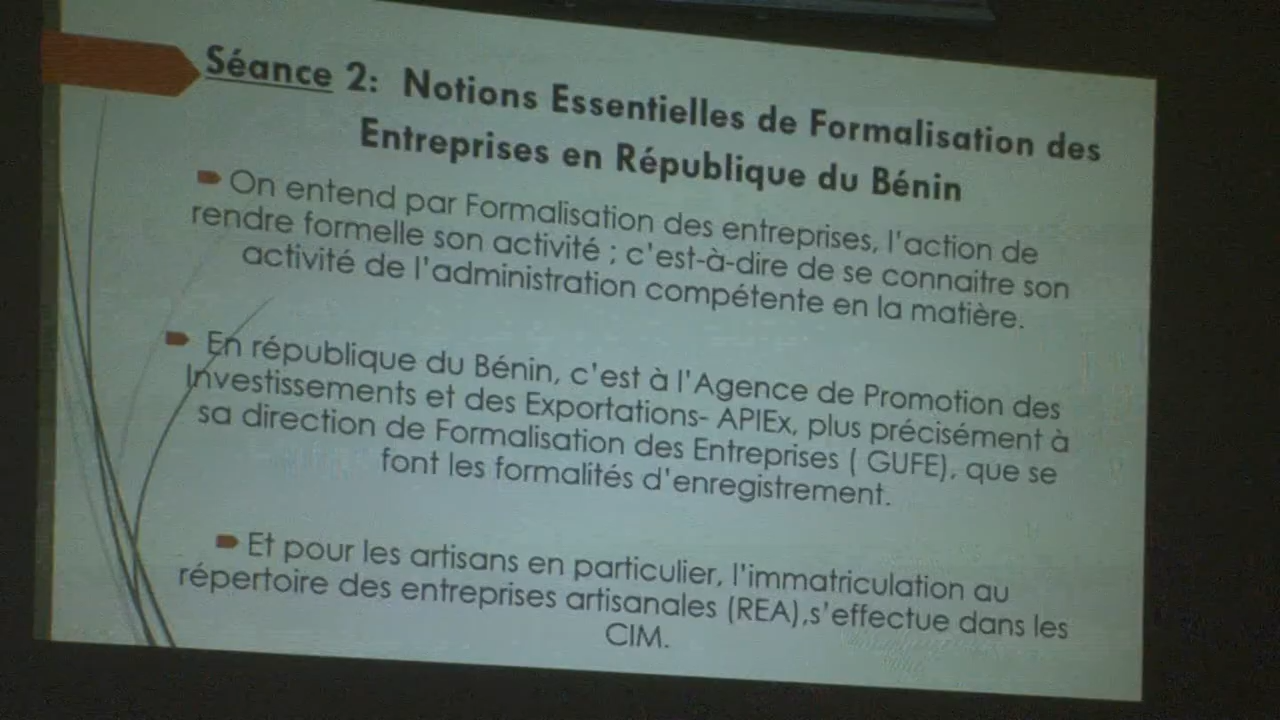 Séance 2: Notions Essentielles de Formalisation des
Entreprises en République du Bénin
On entend par Formalisation des entreprises, l'action de
rendre formelle son activité ; c'est-à-dire de se connaitre son
activité de l'administration compétente en la matière.
En république du Bénin, c'est à l'Agence de Promotion des
Investissements et des Exportations- APIEx, plus précisément à
sa direction de Formalisation des Entreprises ( GUFE), que se
font les formalités d'enregistrement.
Et pour les artisans en particulier, l'immatriculation au
répertoire des entreprises artisanales (REA),s'effectue dans les
CIM.